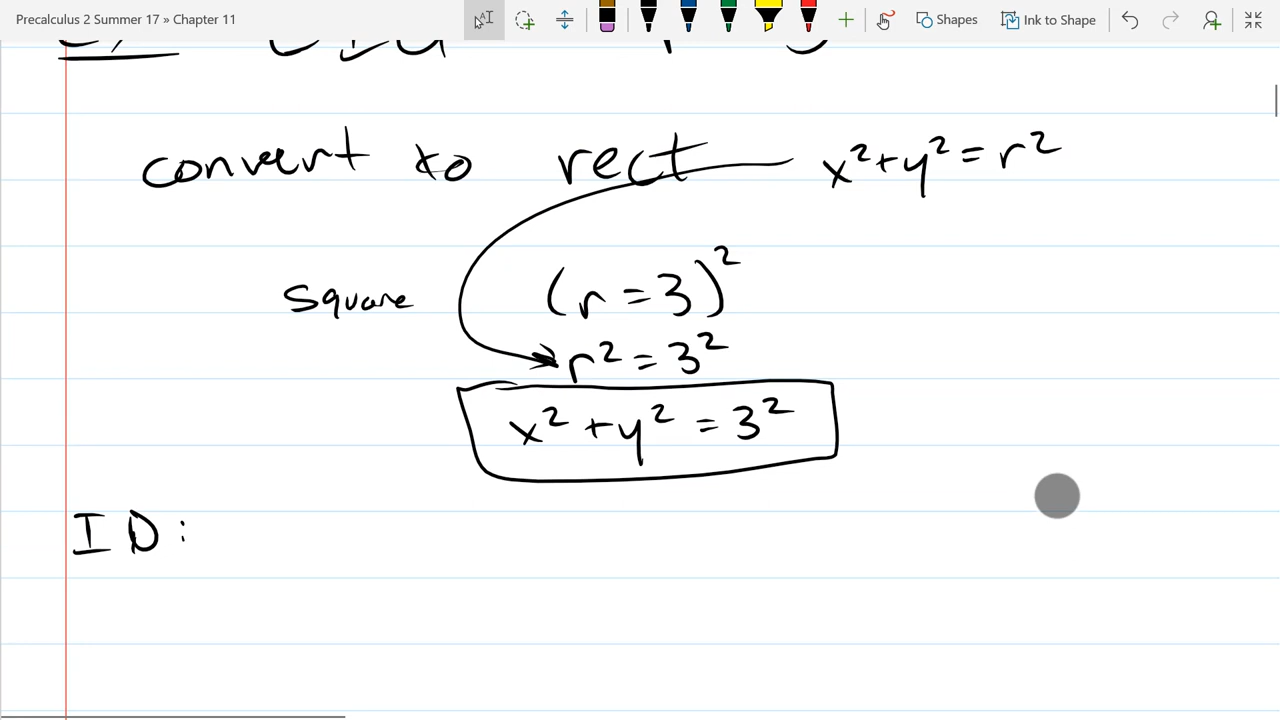 Precalculus 2 Summer 17 » Chapter 11
Shapes
Ink to Shape
convert to rect x²+y²=r²
Square (r=3)²
r²=3²
x²+y²=3²
ID: